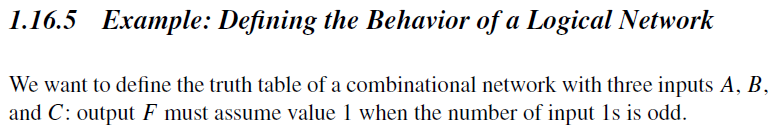 1.16.5 Example: Defining the Behavior of a Logical Network
We want to define the truth table of a combinational network with three inputs A, B,
and C: output F must assume value 1 when the number of input 1s is odd.